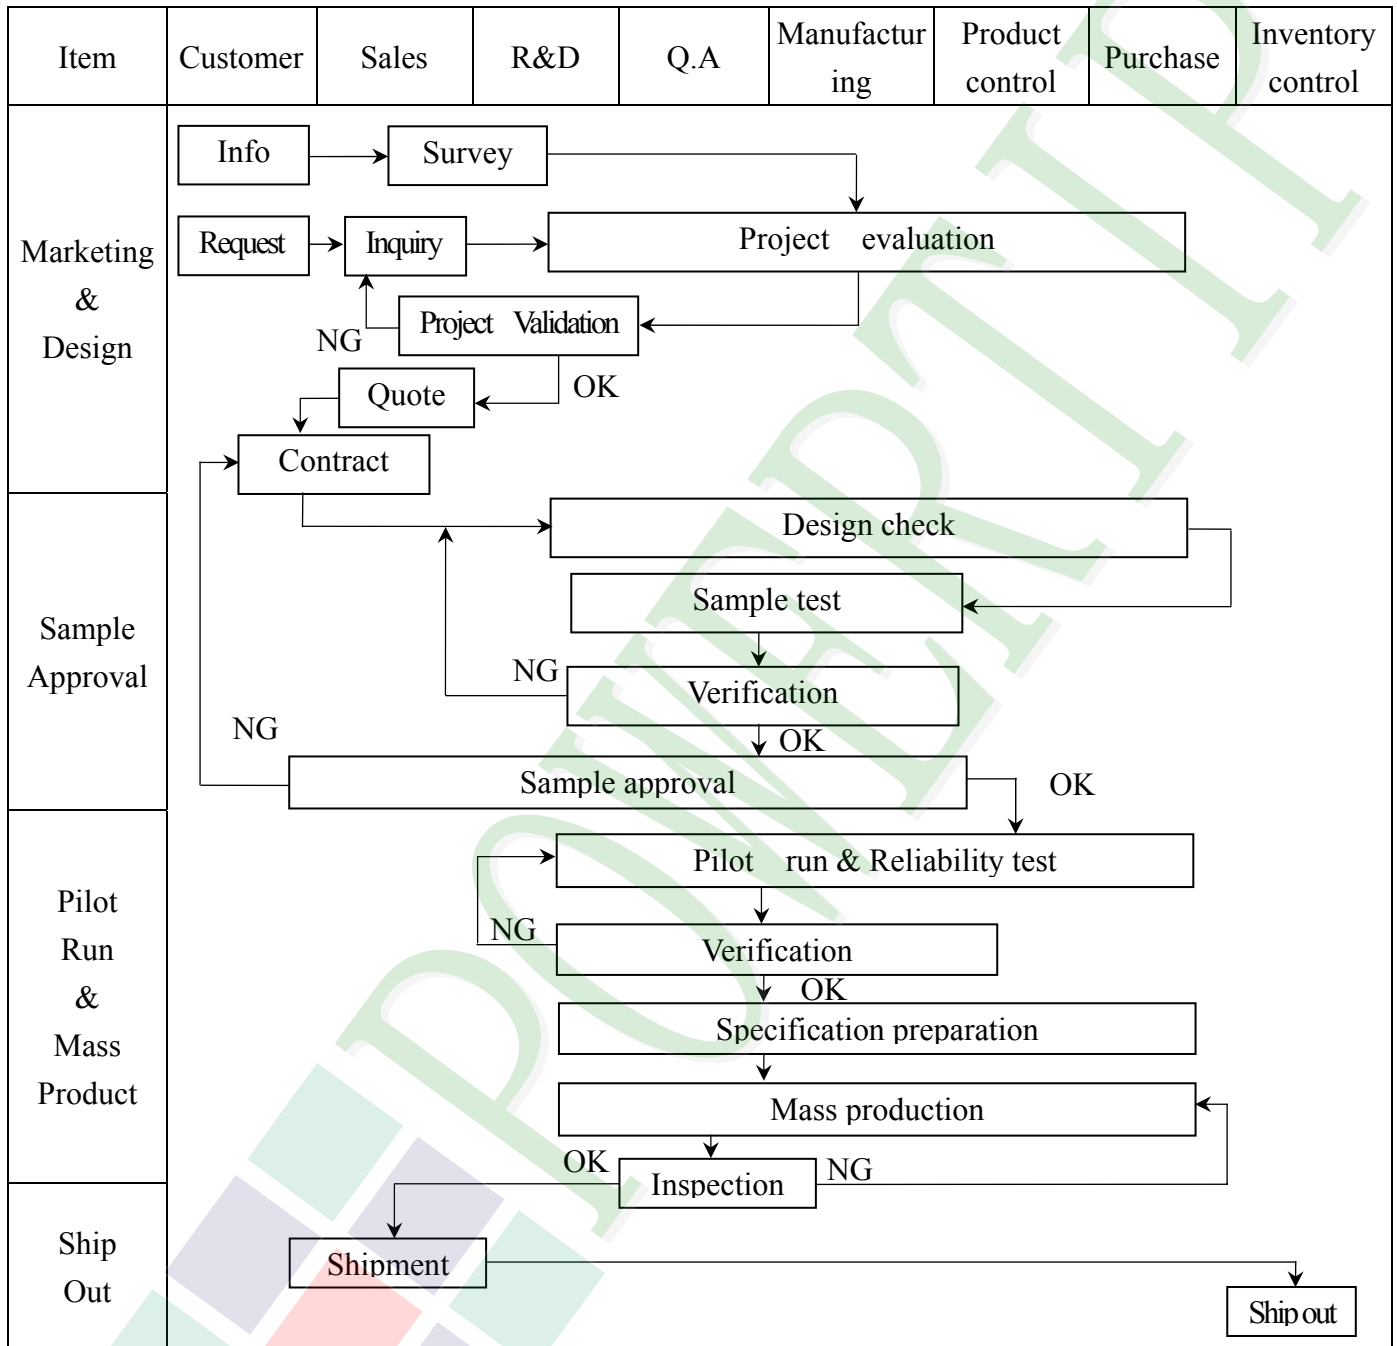 Item
Customer
Sales
R&D
Q.A
Manufactur
ing
Product
control
Purchase
Inventory
control
Marketing
&
Design
Info
Survey
Request
Inquiry
Project evaluation
Project Validation
NG
OK
Quote
Contract
Sample
Approval
Design check
Sample test
NG
Verification
OK
NG
Sample approval
OK
Pilot
Run
&
Mass
Product
Pilot run & Reliability test
NG
Verification
OK
Specification preparation
Mass production
OK
Inspection
NG
Ship
Out
Shipment
Ship out
POWERTIP